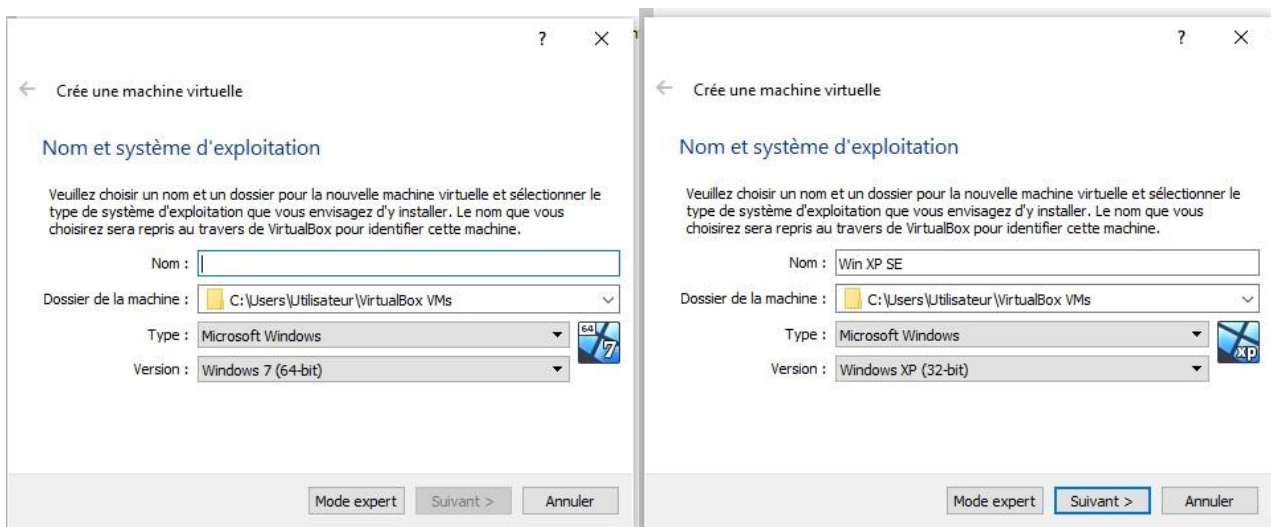 ?
Crée une machine virtuelle
Nom et système d'exploitation
Veuillez choisir un nom et un dossier pour la nouvelle machine virtuelle et sélectionner le
type de système d'exploitation que vous envisagez d'y installer. Le nom que vous
choisirez sera repris au travers de VirtualBox pour identifier cette machine.
Nom :
Dossier de la machine : C:\Users\Utilisateur\VirtualBox VMs
Type : Microsoft Windows
64
7
Version : Windows 7 (64-bit)
Mode expert Suivant > Annuler
?
Crée une machine virtuelle
Nom et système d'exploitation
Veuillez choisir un nom et un dossier pour la nouvelle machine virtuelle et sélectionner le
type de système d'exploitation que vous envisagez d'y installer. Le nom que vous
choisirez sera repris au travers de VirtualBox pour identifier cette machine.
Nom : Win XP SE
Dossier de la machine : C:\Users\Utilisateur\VirtualBox VMs
Type : Microsoft Windows
xp
Version : Windows XP (32-bit)
Mode expert Suivant > Annuler